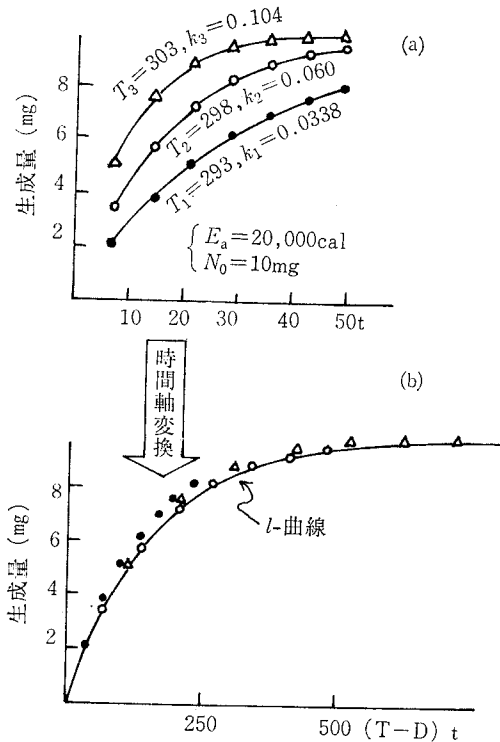 (a)
T₃=303, k₃=0.104
T₂=298, k₂=0.060
T₁=293, k₁=0.0338
生成量 (mg)
8
6
4
2
{ Eₐ=20,000cal
N₀=10mg
10 20 30 40 50t
時間軸変換
(b)
生成量 (mg)
8
6
4
2
l-曲線
250 500 (T-D) t